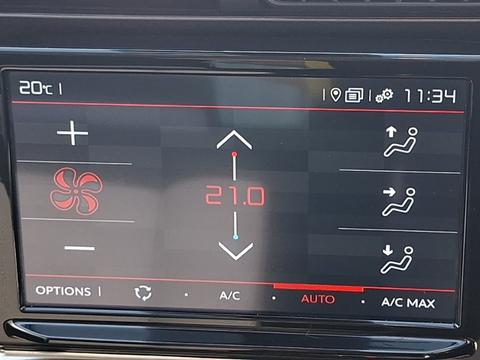 20°C
11:34
21.0
OPTIONS
A/C
AUTO
A/C MAX